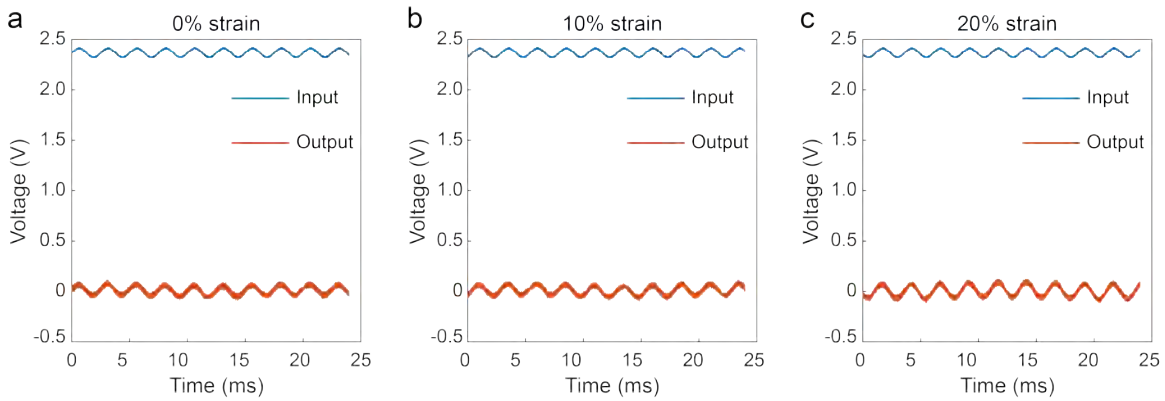 a
0% strain
2.5
2.0
1.5
1.0
0.5
0
-0.5
Voltage (V)
Input
Output
0 5 10 15 20 25
Time (ms)
b
10% strain
2.5
2.0
1.5
1.0
0.5
0
-0.5
Voltage (V)
Input
Output
0 5 10 15 20 25
Time (ms)
c
20% strain
2.5
2.0
1.5
1.0
0.5
0
-0.5
Voltage (V)
Input
Output
0 5 10 15 20 25
Time (ms)